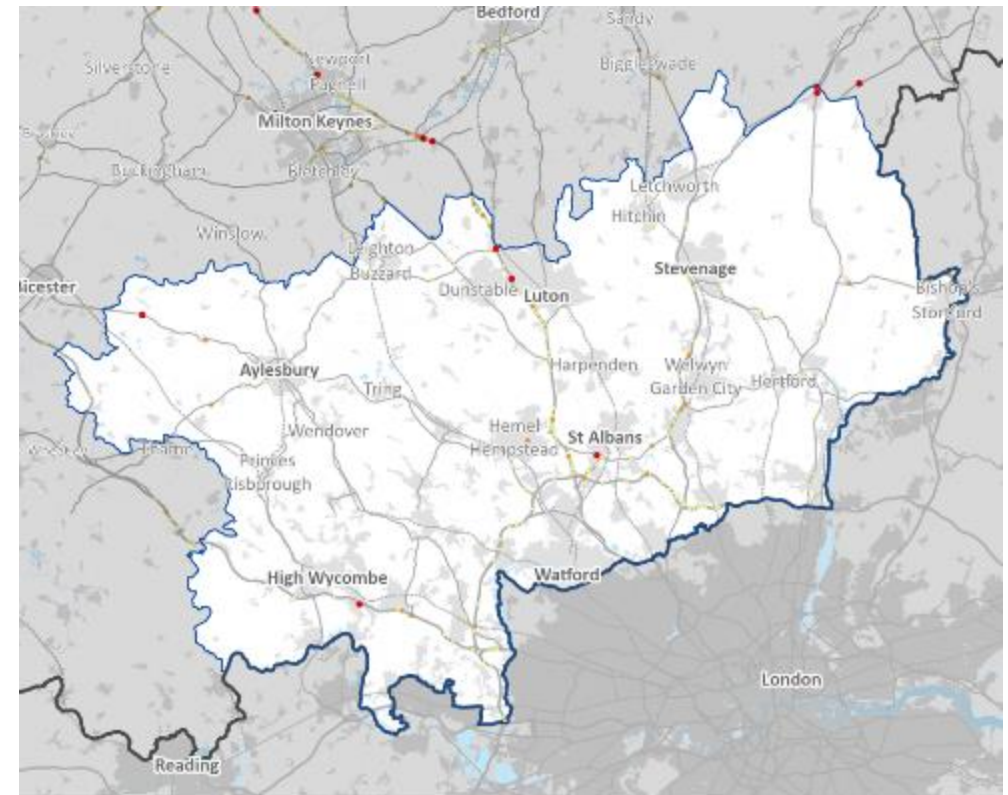 Bedford
Sandy
Biggleswade
Silverstone
Newport
Pagnell
Milton Keynes
Bletchley
Buckingham
Winslow
Letchworth
Hitchin
Leighton
Buzzard
Stevenage
Dunstable
Luton
Bishop's
Stortford
Aylesbury
Harpenden
Welwyn
Garden City
Hertford
Tring
Hemel
Hempstead
St Albans
Wendover
Princes
Risborough
High Wycombe
Watford
London
Reading